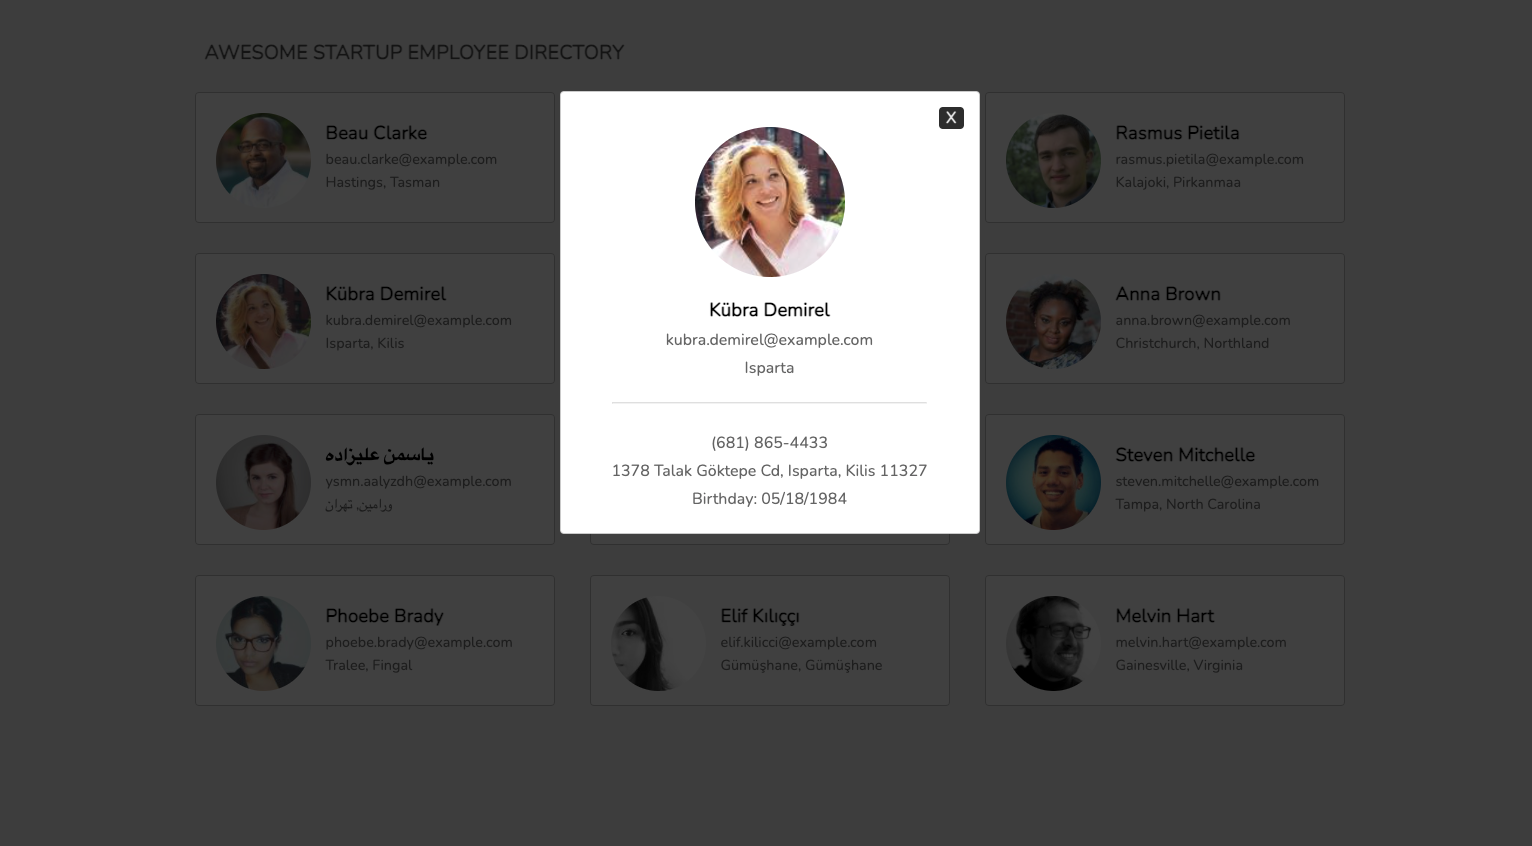 AWESOME STARTUP EMPLOYEE DIRECTORY
Beau Clarke
beau.clarke@example.com
Hastings, Tasman
X
Kübra Demirel
kubra.demirel@example.com
Isparta
(681) 865-4433
1378 Talak Göktepe Cd, Isparta, Kilis 11327
Birthday: 05/18/1984
Rasmus Pietila
rasmus.pietila@example.com
Kalajoki, Pirkanmaa
Kübra Demirel
kubra.demirel@example.com
Isparta, Kilis
Anna Brown
anna.brown@example.com
Christchurch, Northland
یاسمن علیزاده
ysmn.aalyzdh@example.com
ورامین, تهران
Steven Mitchelle
steven.mitchelle@example.com
Tampa, North Carolina
Phoebe Brady
phoebe.brady@example.com
Tralee, Fingal
Elif Kılıççı
elif.kilicci@example.com
Gümüşhane, Gümüşhane
Melvin Hart
melvin.hart@example.com
Gainesville, Virginia